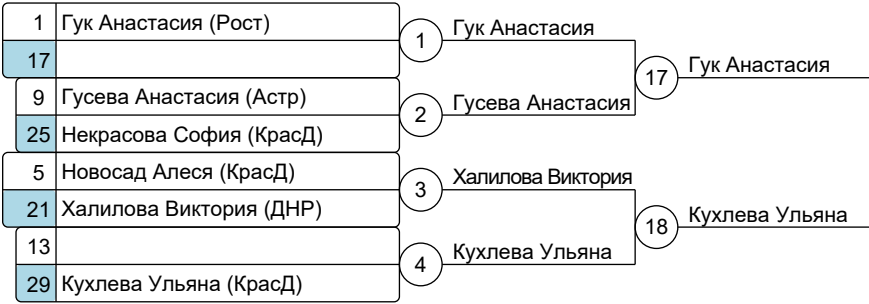 1 Гук Анастасия (Рост)
17
9 Гусева Анастасия (Астр)
25 Некрасова София (КрасД)
5 Новосад Алеся (КрасД)
21 Халилова Виктория (ДНР)
13
29 Кухлева Ульяна (КрасД)
1 Гук Анастасия
2 Гусева Анастасия
3 Халилова Виктория
4 Кухлева Ульяна
17 Гук Анастасия
18 Кухлева Ульяна